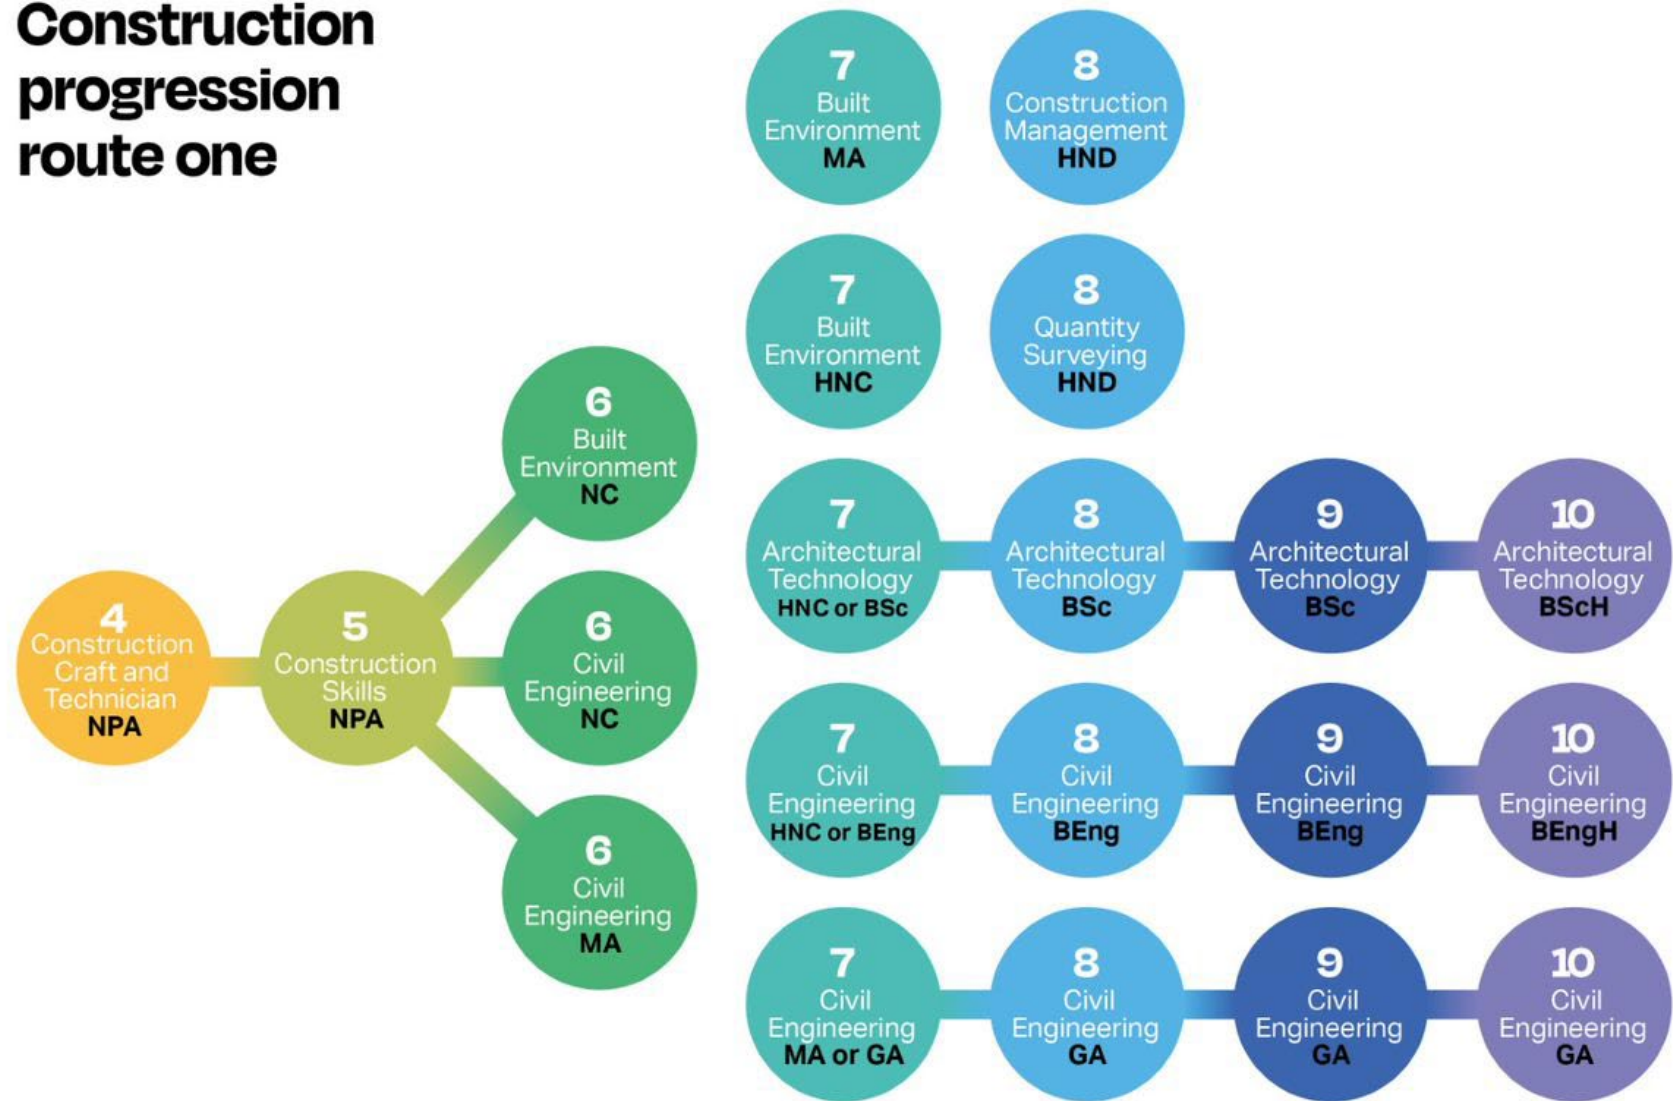 Construction
progression
route one
4
Construction
Craft and
Technician
NPA
5
Construction
Skills
NPA
6
Built
Environment
NC
6
Civil
Engineering
NC
6
Civil
Engineering
MA
7
Built
Environment
MA
8
Construction
Management
HND
7
Built
Environment
HNC
8
Quantity
Surveying
HND
7
Architectural
Technology
HNC or BSc
8
Architectural
Technology
BSc
9
Architectural
Technology
BSc
10
Architectural
Technology
BScH
7
Civil
Engineering
HNC or BEng
8
Civil
Engineering
BEng
9
Civil
Engineering
BEng
10
Civil
Engineering
BEngH
7
Civil
Engineering
MA or GA
8
Civil
Engineering
GA
9
Civil
Engineering
GA
10
Civil
Engineering
GA